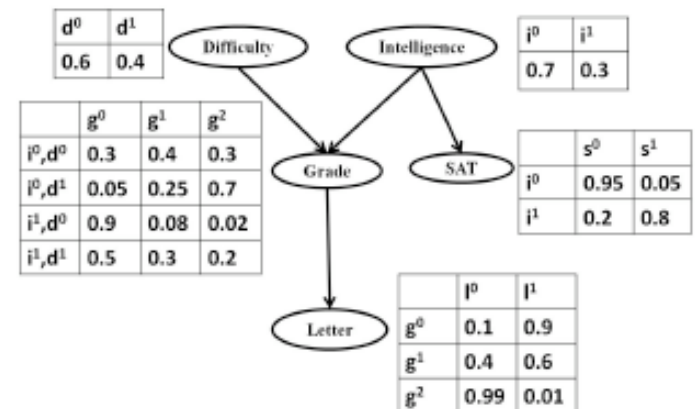 d⁰ d¹
0.6 0.4
Difficulty
Intelligence
i⁰ i¹
0.7 0.3
g⁰ g¹ g²
i⁰,d⁰ 0.3 0.4 0.3
i⁰,d¹ 0.05 0.25 0.7
i¹,d⁰ 0.9 0.08 0.02
i¹,d¹ 0.5 0.3 0.2
Grade
SAT
s⁰ s¹
i⁰ 0.95 0.05
i¹ 0.2 0.8
Letter
l⁰ l¹
g⁰ 0.1 0.9
g¹ 0.4 0.6
g² 0.99 0.01